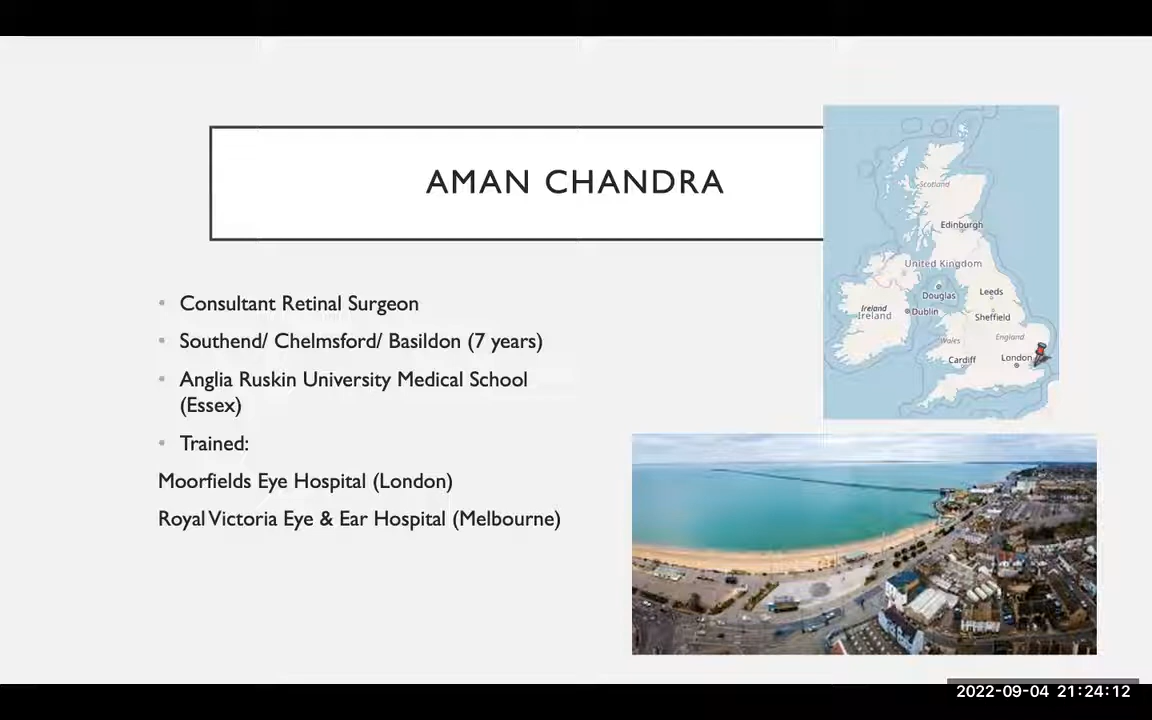 AMAN CHANDRA
Consultant Retinal Surgeon
Southend/ Chelmsford/ Basildon (7 years)
Anglia Ruskin University Medical School
(Essex)
Trained:
Moorfields Eye Hospital (London)
Royal Victoria Eye & Ear Hospital (Melbourne)
Scotland
Edinburgh
United Kingdom
Douglas
Leeds
Ireland
Ireland
Dublin
Sheffield
Wales
England
Cardiff
London
2022-09-04 21:24:12